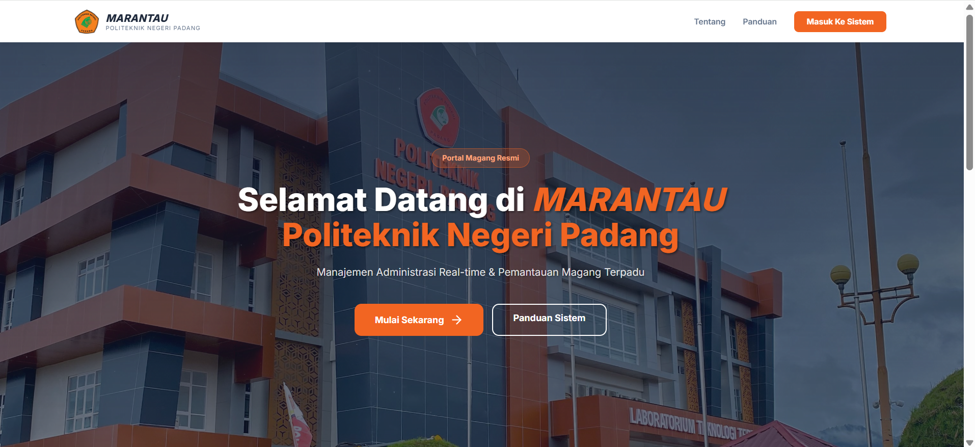 MARANTAU
POLITEKNIK NEGERI PADANG
Tentang
Panduan
Masuk Ke Sistem
Portal Magang Resmi
Selamat Datang di MARANTAU
Politeknik Negeri Padang
Manajemen Administrasi Real-time & Pemantauan Magang Terpadu
Mulai Sekarang
Panduan Sistem
LABORATORIUM TEKNOLOGI